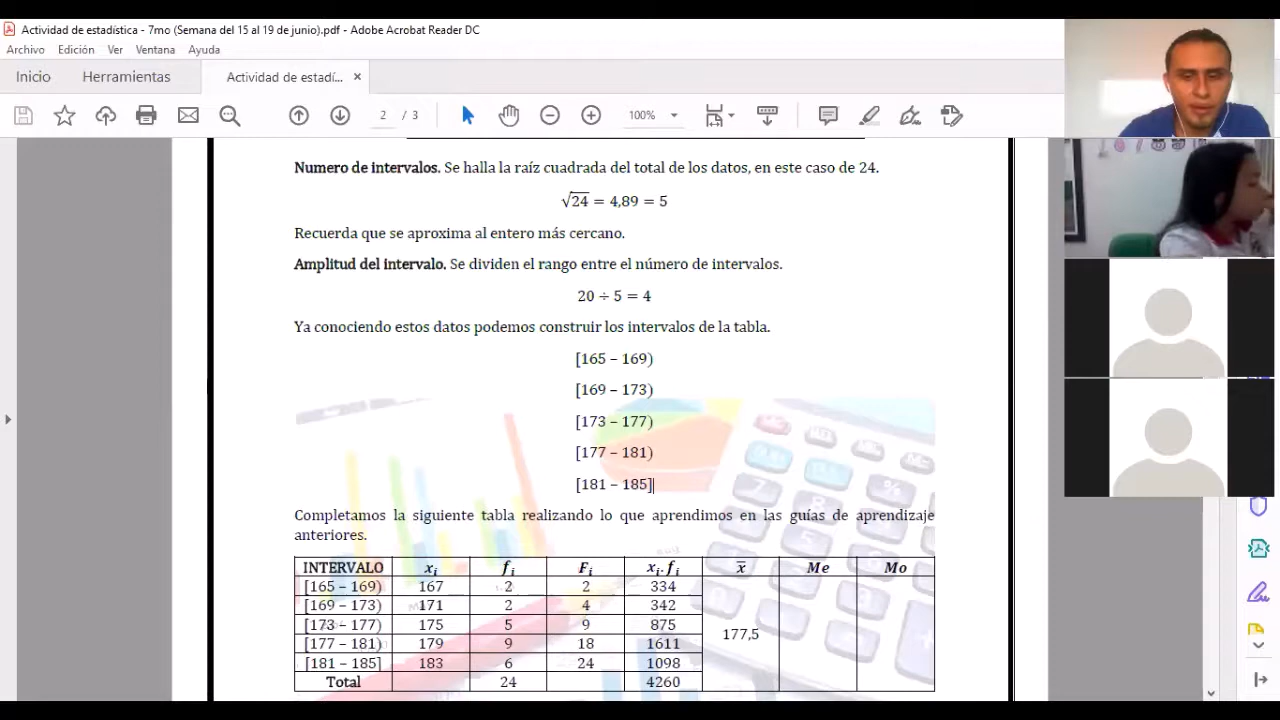 Actividad de estadística - 7mo (Semana del 15 al 19 de junio).pdf - Adobe Acrobat Reader DC
Archivo Edición Ver Ventana Ayuda
Inicio Herramientas Actividad de estadí... ×
2 / 3 100%
Numero de intervalos. Se halla la raíz cuadrada del total de los datos, en este caso de 24.
√24 = 4,89 = 5
Recuerda que se aproxima al entero más cercano.
Amplitud del intervalo. Se dividen el rango entre el número de intervalos.
20 ÷ 5 = 4
Ya conociendo estos datos podemos construir los intervalos de la tabla.
[165 – 169)
[169 – 173)
[173 – 177)
[177 – 181)
[181 – 185]
Completamos la siguiente tabla realizando lo que aprendimos en las guías de aprendizaje
anteriores.
INTERVALO xᵢ fᵢ Fᵢ xᵢ.fᵢ x̅ Me Mo
[165 – 169) 167 2 2 334
[169 – 173) 171 2 4 342
[173 – 177) 175 5 9 875
177,5
[177 – 181) 179 9 18 1611
[181 – 185] 183 6 24 1098
Total 24 4260